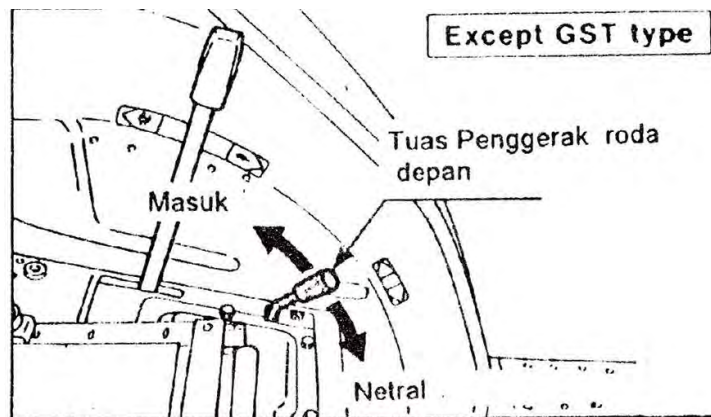 Except GST type
Tuas Penggerak roda
depan
Masuk
Netral